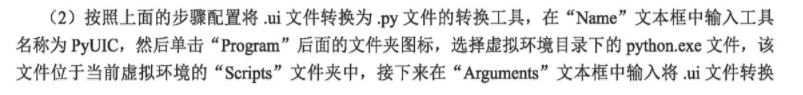 （2）按照上面的步骤配置将 .ui 文件转换为 .py 文件的转换工具，在“Name”文本框中输入工具
名称为 PyUIC，然后单击“Program”后面的文件夹图标，选择虚拟环境目录下的 python.exe 文件，该
文件位于当前虚拟环境的“Scripts”文件夹中，接下来在“Arguments”文本框中输入将 .ui 文件转换